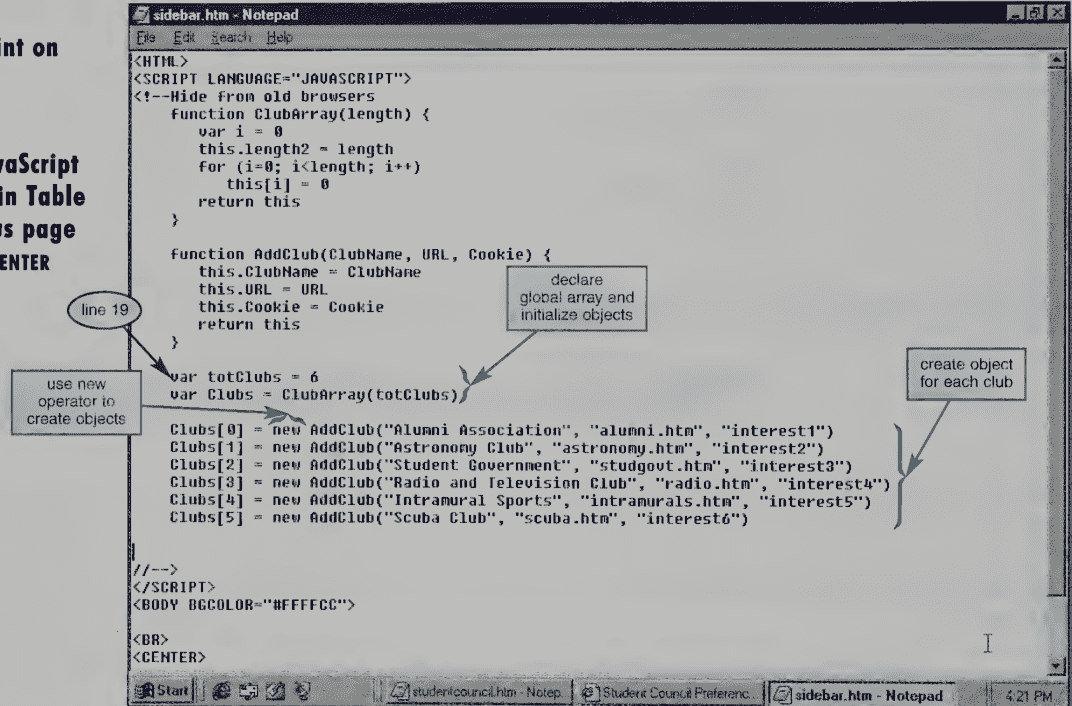 int on
vaScript
in Table
us page
ENTER
sidebar.htm - Notepad
File Edit Search Help
<HTML>
<SCRIPT LANGUAGE="JAVASCRIPT">
<!--Hide from old browsers
function ClubArray(length) {
var i = 0
this.length2 = length
for (i=0; i<length; i++)
this[i] = 0
return this
}
function AddClub(ClubName, URL, Cookie) {
this.ClubName = ClubName
this.URL = URL
this.Cookie = Cookie
return this
}
declare
global array and
initialize objects
line 19
var totClubs = 6
var Clubs = ClubArray(totClubs)
create object
for each club
use new
operator to
create objects
Clubs[0] = new AddClub("Alumni Association", "alumni.htm", "interest1")
Clubs[1] = new AddClub("Astronomy Club", "astronomy.htm", "interest2")
Clubs[2] = new AddClub("Student Government", "studgovt.htm", "interest3")
Clubs[3] = new AddClub("Radio and Television Club", "radio.htm", "interest4")
Clubs[4] = new AddClub("Intramural Sports", "intramurals.htm", "interest5")
Clubs[5] = new AddClub("Scuba Club", "scuba.htm", "interest6")
//-->
</SCRIPT>
<BODY BGCOLOR="#FFFFCC">
<BR>
<CENTER>
Start
studentcouncil.htm - Notep...
Student Council Preferenc...
sidebar.htm - Notepad
4:21 PM